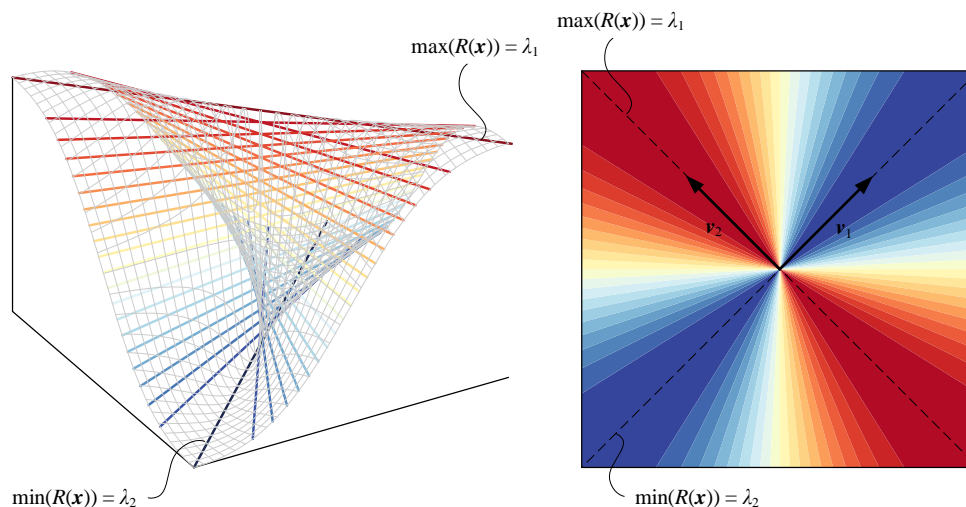 max(R(x)) = λ₁
max(R(x)) = λ₁
v₂
v₁
min(R(x)) = λ₂
min(R(x)) = λ₂